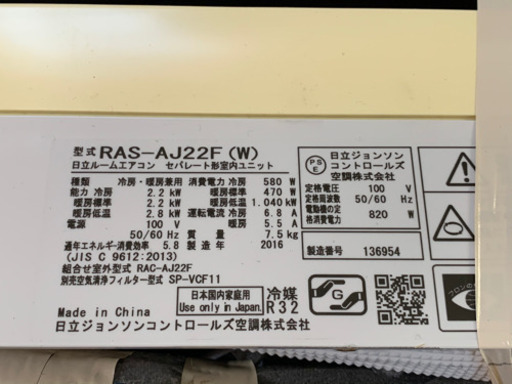 型式 RAS-AJ22F(W)
日立ルームエアコン セパレート形室内ユニット
種類 冷房・暖房兼用 消費電力 冷房 580 W
能力 冷房 2.2 kW 暖房標準 470 W
暖房標準 2.2 kW 暖房低温 1.040 kW
暖房低温 2.8 kW 運転電流 冷房 6.8 A
電源 100 V 暖房 5.5 A
50/60 Hz 質量 7.5 kg
通年エネルギー消費効率 5.8 製造年 2016
(JIS C 9612:2013)
組合せ室外型式 RAC-AJ22F
別売空気清浄フィルター型式 SP-VCF11
Made in China
日立ジョンソンコントロールズ空調株式会社
日本国内家庭用
Use only in Japan.
冷媒
R32
PSE
日立ジョンソン
コントロールズ
空調株式会社
定格電圧 100 V
定格周波数 50/60 Hz
電動機の定格消費電力 820 W
製造番号 136954
G